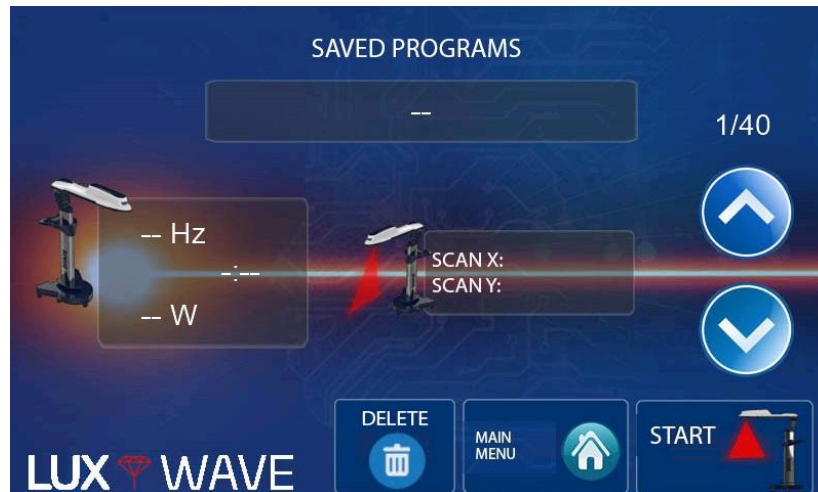 SAVED PROGRAMS
--
1/40
-- Hz
-:--
-- W
SCAN X:
SCAN Y:
DELETE
MAIN
MENU
START
LUX WAVE